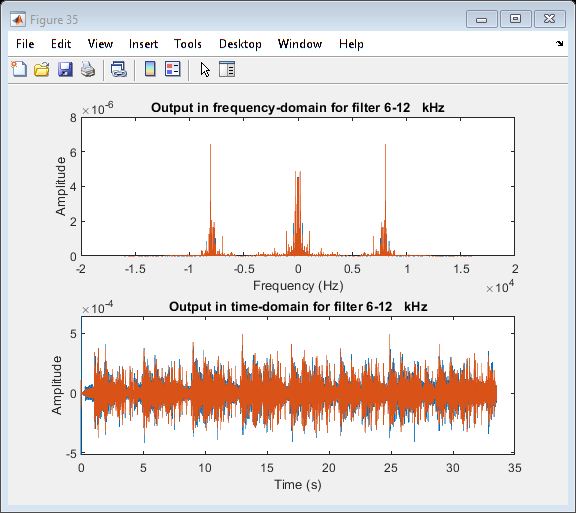 Figure 35
File Edit View Insert Tools Desktop Window Help
×10-6
Output in frequency-domain for filter 6-12 kHz
8
6
4
2
0
Amplitude
-2 -1.5 -1 -0.5 0 0.5 1 1.5 2
Frequency (Hz)
×10 4
×10-4
Output in time-domain for filter 6-12 kHz
5
0
-5
Amplitude
0 5 10 15 20 25 30 35
Time (s)